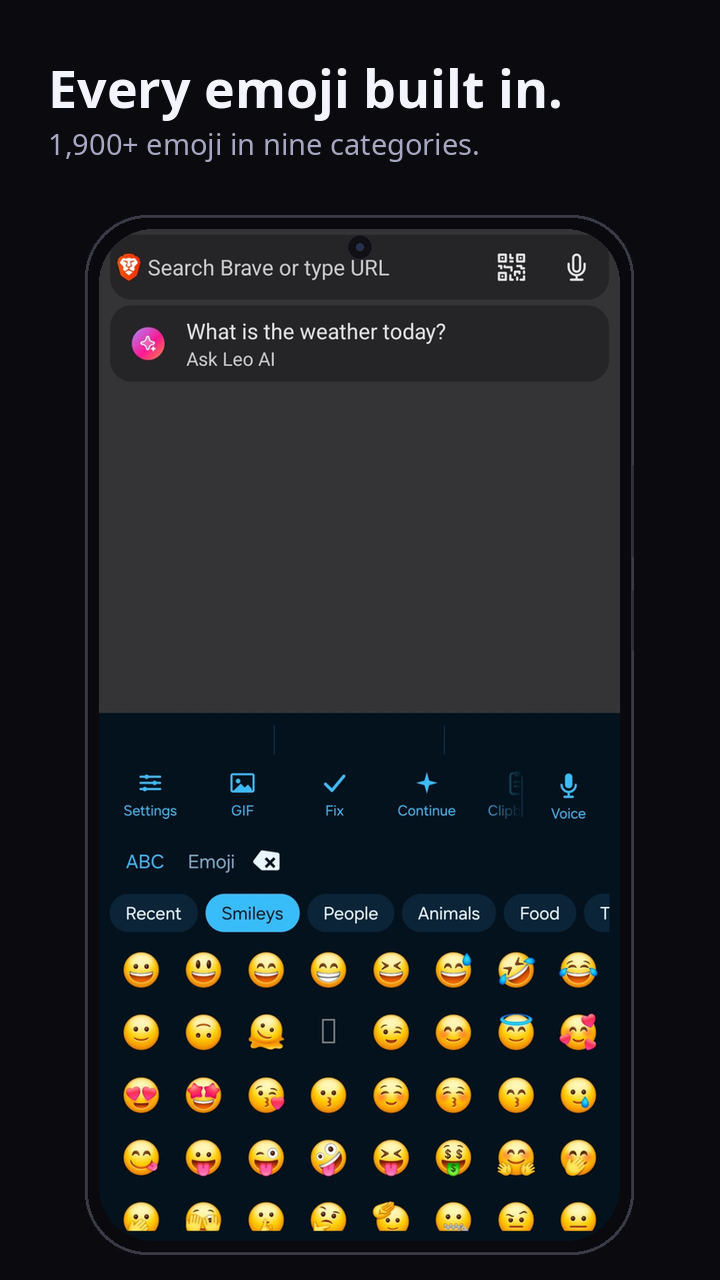 Every emoji built in.
1,900+ emoji in nine categories.
Search Brave or type URL
What is the weather today?
Ask Leo AI
Settings GIF Fix Continue Clipb Voice
ABC Emoji
Recent Smileys People Animals Food T